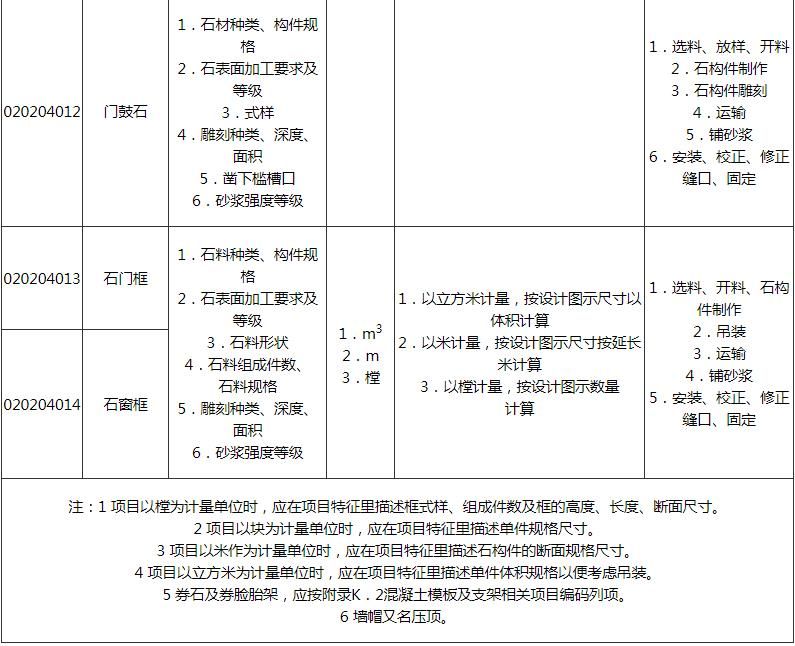 020204012
门鼓石
1．石材种类、构件规
格
2．石表面加工要求及
等级
3．式样
4．雕刻种类、深度、
面积
5．凿下槛槽口
6．砂浆强度等级
1．选料、放样、开料
2．石构件制作
3．石构件雕刻
4．运输
5．铺砂浆
6．安装、校正、修正
缝口、固定
020204013
石门框
020204014
石窗框
1．石料种类、构件规
格
2．石表面加工要求及
等级
3．石料形状
4．石料组成件数、
石料规格
5．雕刻种类、深度、
面积
6．砂浆强度等级
1．m³
2．m
3．樘
1．以立方米计量，按设计图示尺寸以
体积计算
2．以米计量，按设计图示尺寸按延长
米计算
3．以樘计量，按设计图示数量
计算
1．选料、开料、石构
件制作
2．吊装
3．运输
4．铺砂浆
5．安装、校正、修正
缝口、固定
注：1 项目以樘为计量单位时，应在项目特征里描述框式样、组成件数及框的高度、长度、断面尺寸。
2 项目以块为计量单位时，应在项目特征里描述单件规格尺寸。
3 项目以米作为计量单位时，应在项目特征里描述石构件的断面规格尺寸。
4 项目以立方米为计量单位时，应在项目特征里描述单件体积规格以便考虑吊装。
5 券石及券脸胎架，应按附录K．2混凝土模板及支架相关项目编码列项。
6 墙帽又名压顶。